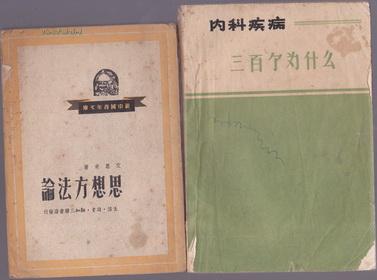 新中國青年文庫
艾思奇著
思想方法論
生活·讀書·新知三聯書店發行
内科疾病
三百个为什么